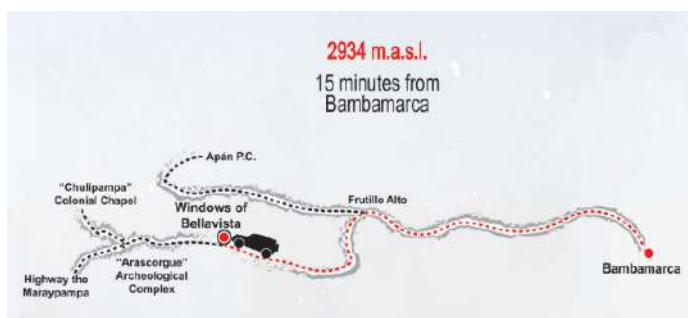 2934 m.a.s.l.
15 minutes from
Bambamarca
Apán P.C.
"Chulipampa"
Colonial Chapel
Windows of
Bellavista
Frutillo Alto
"Arascorgue"
Archeological
Complex
Highway the
Maraypampa
Bambamarca